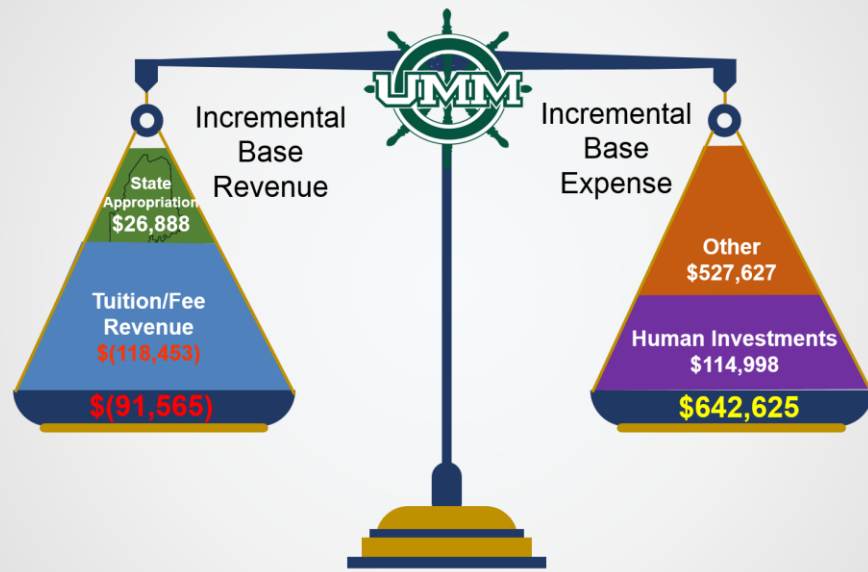 UMM
Incremental
Base
Revenue
State
Appropriation
$26,888
Tuition/Fee
Revenue
$(118,453)
$(91,565)
Incremental
Base
Expense
Other
$527,627
Human Investments
$114,998
$642,625